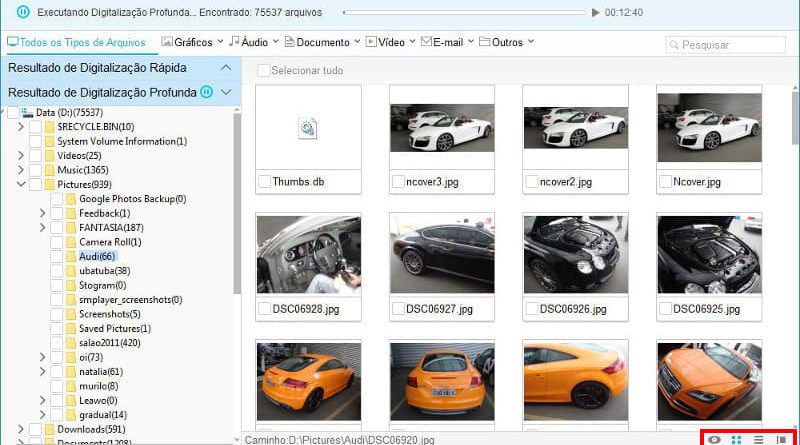 Executando Digitalização Profunda... Encontrado: 75537 arquivos 00:12:40
Todos os Tipos de Arquivos Gráficos Áudio Documento Vídeo E-mail Outros Pesquisar
Resultado de Digitalização Rápida
Resultado de Digitalização Profunda
Data (D:)(75537)
$RECYCLE.BIN(10)
System Volume Information(1)
Videos(25)
Music(1365)
Pictures(939)
Google Photos Backup(0)
Feedback(1)
FANTASIA(187)
Camera Roll(1)
Audi(66)
ubatuba(38)
Stogram(0)
smplayer_screenshots(0)
Screenshots(5)
Saved Pictures(1)
salao2011(420)
oi(73)
natalia(61)
murilo(8)
Leawo(0)
gradual(14)
Downloads(591)
Documents(1208)
Selecionar tudo
Thumbs.db ncover3.jpg ncover2.jpg Ncover.jpg
DSC06928.jpg DSC06927.jpg DSC06926.jpg DSC06925.jpg
Caminho:D:\Pictures\Audi\DSC06920.jpg